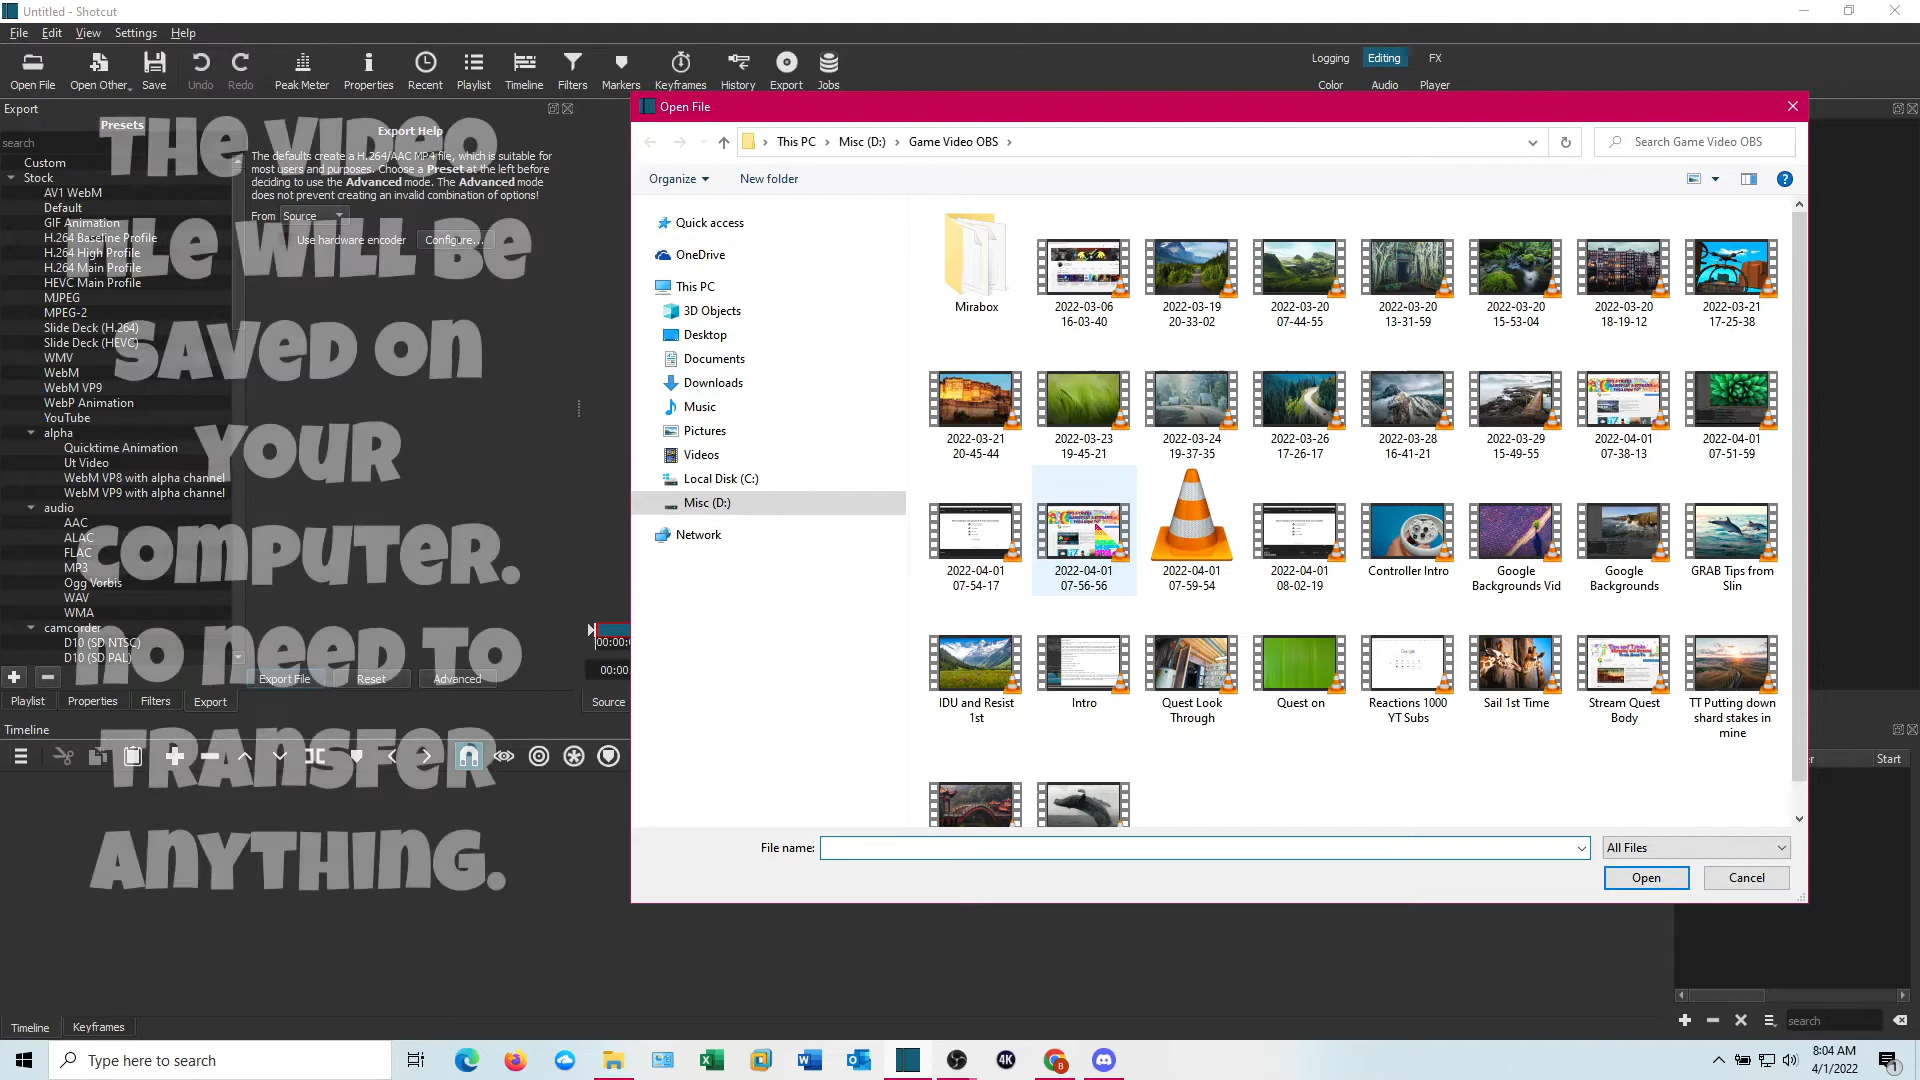 Untitled - Shotcut
File Edit View Settings Help
Open File Open Other... Save Undo Redo Peak Meter Properties Recent Playlist Timeline Filters Markers Keyframes History Export Jobs
Logging Editing FX
Color Audio Player
Export
Presets
search
Custom
Stock
AV1 WebM
Default
GIF Animation
H.264 Baseline Profile
H.264 High Profile
H.264 Main Profile
HEVC Main Profile
MJPEG
MPEG-2
Slide Deck (H.264)
Slide Deck (HEVC)
WMV
WebM
WebM VP9
WebP Animation
YouTube
alpha
Quicktime Animation
Ut Video
WebM VP8 with alpha channel
WebM VP9 with alpha channel
audio
AAC
ALAC
FLAC
MP3
Ogg Vorbis
WAV
WMA
camcorder
D10 (SD NTSC)
D10 (SD PAL)
Export Help
The defaults create a H.264/AAC MP4 file, which is suitable for
most users and purposes. Choose a Preset at the left before
deciding to use the Advanced mode. The Advanced mode
does not prevent creating an invalid combination of options!
From Source
Use hardware encoder Configure...
Export File Reset Advanced
Playlist Properties Filters Export
Source
00:00:0
00:00
THE VIDEO
FILE WILL BE
SAVED ON
YOUR
COMPUTER.
NO NEED TO
TRANSFER
ANYTHING.
Open File
This PC Misc (D:) Game Video OBS
Search Game Video OBS
Organize New folder
Quick access
OneDrive
This PC
3D Objects
Desktop
Documents
Downloads
Music
Pictures
Videos
Local Disk (C:)
Misc (D:)
Network
Mirabox
2022-03-06
16-03-40
2022-03-19
20-33-02
2022-03-20
07-44-55
2022-03-20
13-31-59
2022-03-20
15-53-04
2022-03-20
18-19-12
2022-03-21
17-25-38
2022-03-21
20-45-44
2022-03-23
19-45-21
2022-03-24
19-37-35
2022-03-26
17-26-17
2022-03-28
16-41-21
2022-03-29
15-49-55
2022-04-01
07-38-13
2022-04-01
07-51-59
2022-04-01
07-54-17
2022-04-01
07-56-56
2022-04-01
07-59-54
2022-04-01
08-02-19
Controller Intro
Google
Backgrounds Vid
Google
Backgrounds
GRAB Tips from
Slin
IDU and Resist
1st
Intro
Quest Look
Through
Quest on
Reactions 1000
YT Subs
Sail 1st Time
Stream Quest
Body
TT Putting down
shard stakes in
mine
File name:
All Files
Open Cancel
Timeline
Start
Timeline Keyframes
search
Type here to search
4K
8:04 AM
4/1/2022
1